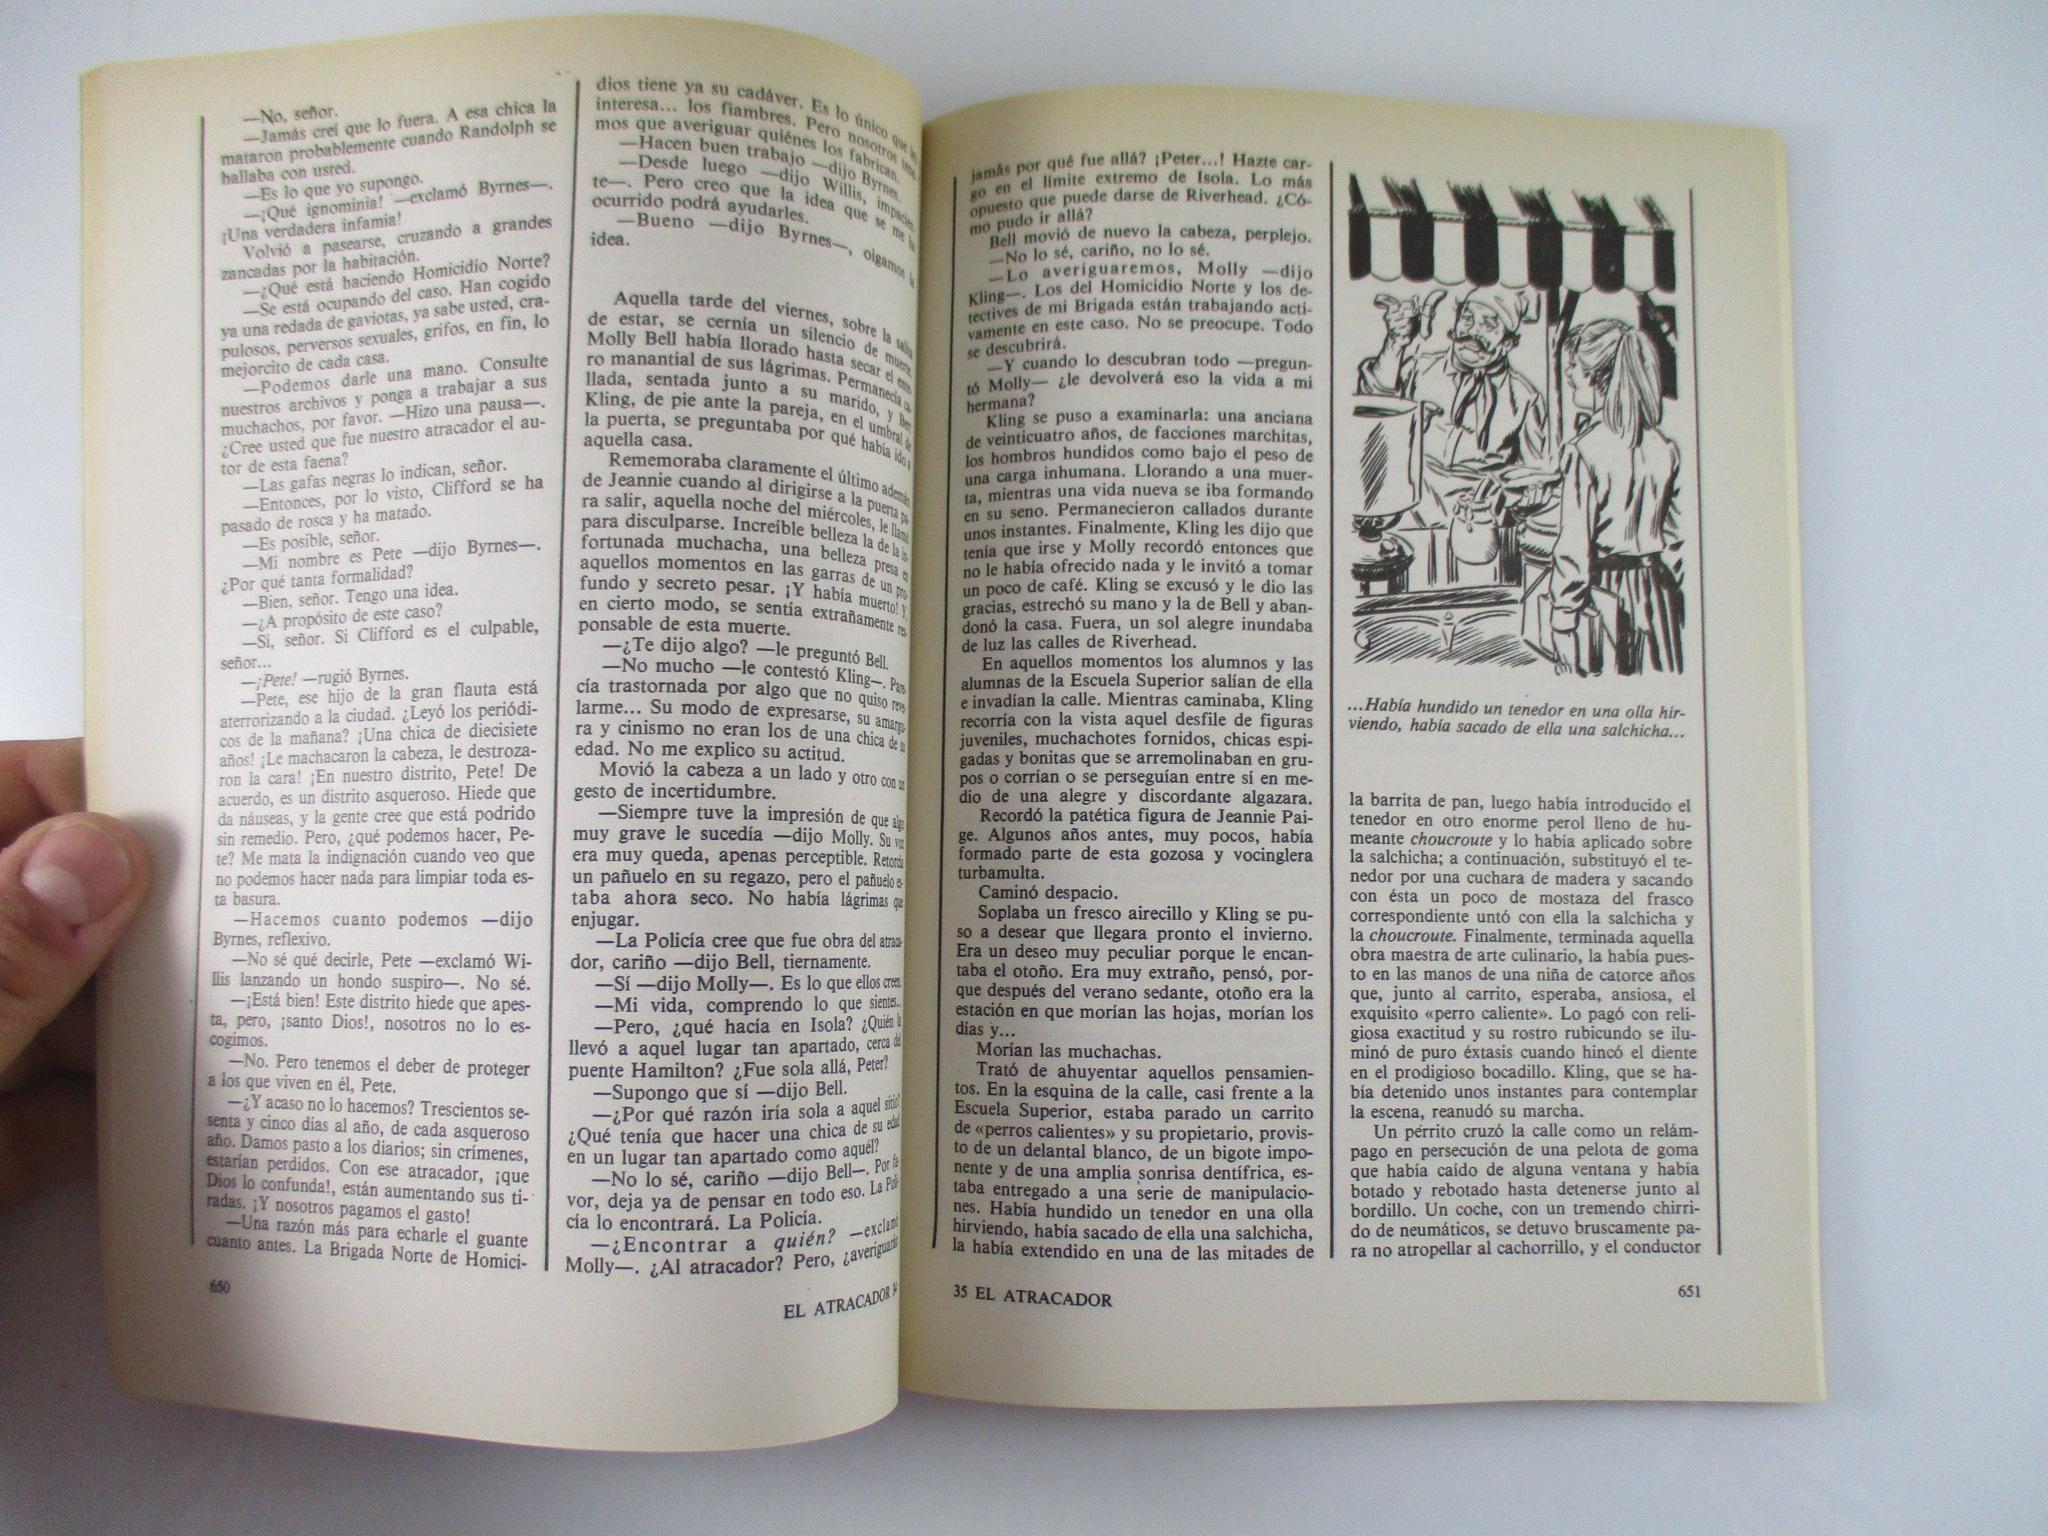 —No, señor.
—Jamás creí que lo fuera. A esa chica la
mataron probablemente cuando Randolph se
hallaba con usted.
—Es lo que yo supongo.
—¡Qué ignominia! —exclamó Byrnes—.
¡Una verdadera infamia!
Volvió a pasearse, cruzando a grandes
zancadas por la habitación.
—¿Qué está haciendo Homicidio Norte?
—Se está ocupando del caso. Han cogido
ya una redada de gaviotas, ya sabe usted, cra-
pulosos, perversos sexuales, grifos, en fin, lo
mejorcito de cada casa.
—Podemos darle una mano. Consulte
nuestros archivos y ponga a trabajar a sus
muchachos, por favor. —Hizo una pausa—.
¿Cree usted que fue nuestro atracador el au-
tor de esta faena?
—Las gafas negras lo indican, señor.
—Entonces, por lo visto, Clifford se ha
pasado de rosca y ha matado.
—Es posible, señor.
—Mi nombre es Pete —dijo Byrnes—.
¿Por qué tanta formalidad?
—Bien, señor. Tengo una idea.
—¿A propósito de este caso?
—Sí, señor. Si Clifford es el culpable,
señor...
—¡Pete! —rugió Byrnes.
—Pete, ese hijo de la gran flauta está
aterrorizando a la ciudad. ¿Leyó los periódi-
cos de la mañana? ¡Una chica de diecisiete
años! ¡Le machacaron la cabeza, le destroza-
ron la cara! ¡En nuestro distrito, Pete! De
acuerdo, es un distrito asqueroso. Hiede que
da náuseas, y la gente cree que está podrido
sin remedio. Pero, ¿qué podemos hacer, Pe-
te? Me mata la indignación cuando veo que
no podemos hacer nada para limpiar toda es-
ta basura.
—Hacemos cuanto podemos —dijo
Byrnes, reflexivo.
—No sé qué decirle, Pete —exclamó Wi-
llis lanzando un hondo suspiro—. No sé.
—¡Está bien! Este distrito hiede que apes-
ta, pero, ¡santo Dios!, nosotros no lo es-
cogimos.
—No. Pero tenemos el deber de proteger
a los que viven en él, Pete.
—¿Y acaso no lo hacemos? Trescientos se-
senta y cinco días al año, de cada asqueroso
año. Damos pasto a los diarios; sin crímenes,
estarían perdidos. Con ese atracador, ¡que
Dios lo confunda!, están aumentando sus ti-
radas. ¡Y nosotros pagamos el gasto!
—Una razón más para echarle el guante
cuanto antes. La Brigada Norte de Homici-
650
dios tiene ya su cadáver. Es lo único que
interesa... los fiambres. Pero nosotros tene-
mos que averiguar quiénes los fabrican.
—Hacen buen trabajo —dijo Byrnes.
—Desde luego —dijo Willis, impacien-
te—. Pero creo que la idea que se me ha
ocurrido podrá ayudarles.
—Bueno —dijo Byrnes—, oigamos la
idea.
Aquella tarde del viernes, sobre la salita
de estar, se cernía un silencio de muerte.
Molly Bell había llorado hasta secar el ente-
ro manantial de sus lágrimas. Permanecía ca-
llada, sentada junto a su marido, y Bert
Kling, de pie ante la pareja, en el umbral de
la puerta, se preguntaba por qué había ido a
aquella casa.
Rememoraba claramente el último ademán
de Jeannie cuando al dirigirse a la puerta pa-
ra salir, aquella noche del miércoles, le llamó
para disculparse. Increíble belleza la de la in-
fortunada muchacha, una belleza presa en
aquellos momentos en las garras de un pro-
fundo y secreto pesar. ¡Y había muerto! Y,
en cierto modo, se sentía extrañamente res-
ponsable de esta muerte.
—¿Te dijo algo? —le preguntó Bell.
—No mucho —le contestó Kling—. Pare-
cía trastornada por algo que no quiso reve-
larme... Su modo de expresarse, su amargu-
ra y cinismo no eran los de una chica de su
edad. No me explico su actitud.
Movió la cabeza a un lado y otro con un
gesto de incertidumbre.
—Siempre tuve la impresión de que algo
muy grave le sucedía —dijo Molly. Su voz
era muy queda, apenas perceptible. Retorcía
un pañuelo en su regazo, pero el pañuelo es-
taba ahora seco. No había lágrimas que
enjugar.
—La Policía cree que fue obra del atraca-
dor, cariño —dijo Bell, tiernamente.
—Sí —dijo Molly—. Es lo que ellos creen.
—Mi vida, comprendo lo que sientes...
—Pero, ¿qué hacía en Isola? ¿Quién la
llevó a aquel lugar tan apartado, cerca del
puente Hamilton? ¿Fue sola allá, Peter?
—Supongo que sí —dijo Bell.
—¿Por qué razón iría sola a aquel sitio?
¿Qué tenía que hacer una chica de su edad
en un lugar tan apartado como aquél?
—No lo sé, cariño —dijo Bell—. Por fa-
vor, deja ya de pensar en todo eso. La Poli-
cía lo encontrará. La Policía.
—¿Encontrar a quién? —exclamó
Molly—. ¿Al atracador? Pero, ¿averiguarán
EL ATRACADOR 34
jamás por qué fue allá? ¡Peter...! Hazte car-
go en el límite extremo de Isola. Lo más
opuesto que puede darse de Riverhead. ¿Có-
mo pudo ir allá?
Bell movió de nuevo la cabeza, perplejo.
—No lo sé, cariño, no lo sé.
—Lo averiguaremos, Molly —dijo
Kling—. Los del Homicidio Norte y los de-
tectives de mi Brigada están trabajando acti-
vamente en este caso. No se preocupe. Todo
se descubrirá.
—Y cuando lo descubran todo —pregun-
tó Molly— ¿le devolverá eso la vida a mi
hermana?
Kling se puso a examinarla: una anciana
de veinticuatro años, de facciones marchitas,
los hombros hundidos como bajo el peso de
una carga inhumana. Llorando a una muer-
ta, mientras una vida nueva se iba formando
en su seno. Permanecieron callados durante
unos instantes. Finalmente, Kling les dijo que
tenía que irse y Molly recordó entonces que
no le había ofrecido nada y le invitó a tomar
un poco de café. Kling se excusó y le dio las
gracias, estrechó su mano y la de Bell y aban-
donó la casa. Fuera, un sol alegre inundaba
de luz las calles de Riverhead.
En aquellos momentos los alumnos y las
alumnas de la Escuela Superior salían de ella
e invadían la calle. Mientras caminaba, Kling
recorría con la vista aquel desfile de figuras
juveniles, muchachotes fornidos, chicas espi-
gadas y bonitas que se arremolinaban en gru-
pos o corrían o se perseguían entre sí en me-
dio de una alegre y discordante algazara.
Recordó la patética figura de Jeannie Pai-
ge. Algunos años antes, muy pocos, había
formado parte de esta gozosa y vocinglera
turbamulta.
Caminó despacio.
Soplaba un fresco airecillo y Kling se pu-
so a desear que llegara pronto el invierno.
Era un deseo muy peculiar porque le encan-
taba el otoño. Era muy extraño, pensó, por-
que después del verano sedante, otoño era la
estación en que morían las hojas, morían los
días y...
Morían las muchachas.
Trató de ahuyentar aquellos pensamien-
tos. En la esquina de la calle, casi frente a la
Escuela Superior, estaba parado un carrito
de «perros calientes» y su propietario, provis-
to de un delantal blanco, de un bigote impo-
nente y de una amplia sonrisa dentífrica, es-
taba entregado a una serie de manipulacio-
nes. Había hundido un tenedor en una olla
hirviendo, había sacado de ella una salchicha,
la había extendido en una de las mitades de
35 EL ATRACADOR
...Había hundido un tenedor en una olla hir-
viendo, había sacado de ella una salchicha...
la barrita de pan, luego había introducido el
tenedor en otro enorme perol lleno de hu-
meante choucroute y lo había aplicado sobre
la salchicha; a continuación, substituyó el te-
nedor por una cuchara de madera y sacando
con ésta un poco de mostaza del frasco
correspondiente untó con ella la salchicha y
la choucroute. Finalmente, terminada aquella
obra maestra de arte culinario, la había pues-
to en las manos de una niña de catorce años
que, junto al carrito, esperaba, ansiosa, el
exquisito «perro caliente». Lo pagó con reli-
giosa exactitud y su rostro rubicundo se ilu-
minó de puro éxtasis cuando hincó el diente
en el prodigioso bocadillo. Kling, que se ha-
bía detenido unos instantes para contemplar
la escena, reanudó su marcha.
Un perrito cruzó la calle como un relám-
pago en persecución de una pelota de goma
que había caído de alguna ventana y había
botado y rebotado hasta detenerse junto al
bordillo. Un coche, con un tremendo chirri-
do de neumáticos, se detuvo bruscamente pa-
ra no atropellar al cachorrillo, y el conductor
651